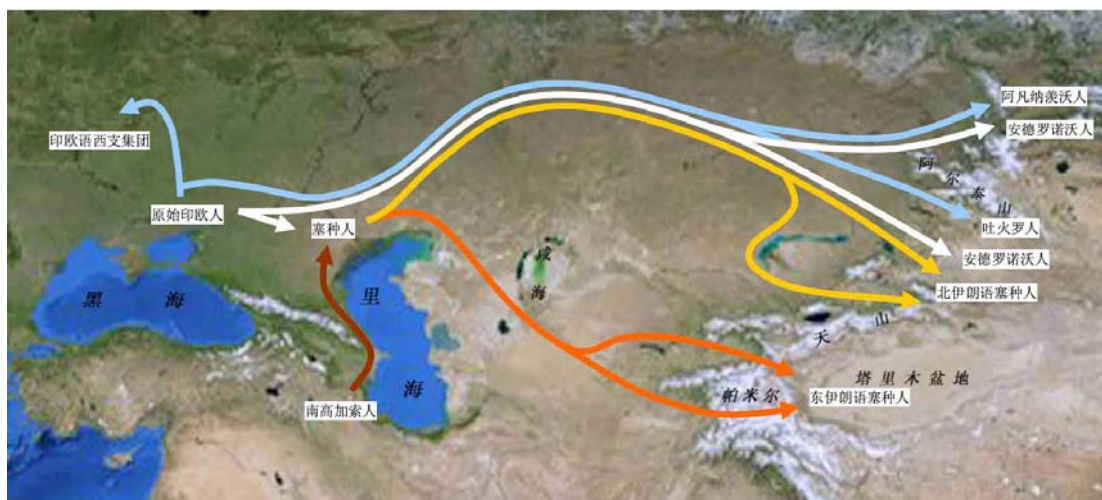 阿凡纳羡沃人
印欧语西支集团
安德罗诺沃人
阿尔泰山
原始印欧人
塞种人
吐火罗人
咸海
安德罗诺沃人
黑海
里海
北伊朗语塞种人
天山
塔里木盆地
帕米尔
东伊朗语塞种人
南高加索人